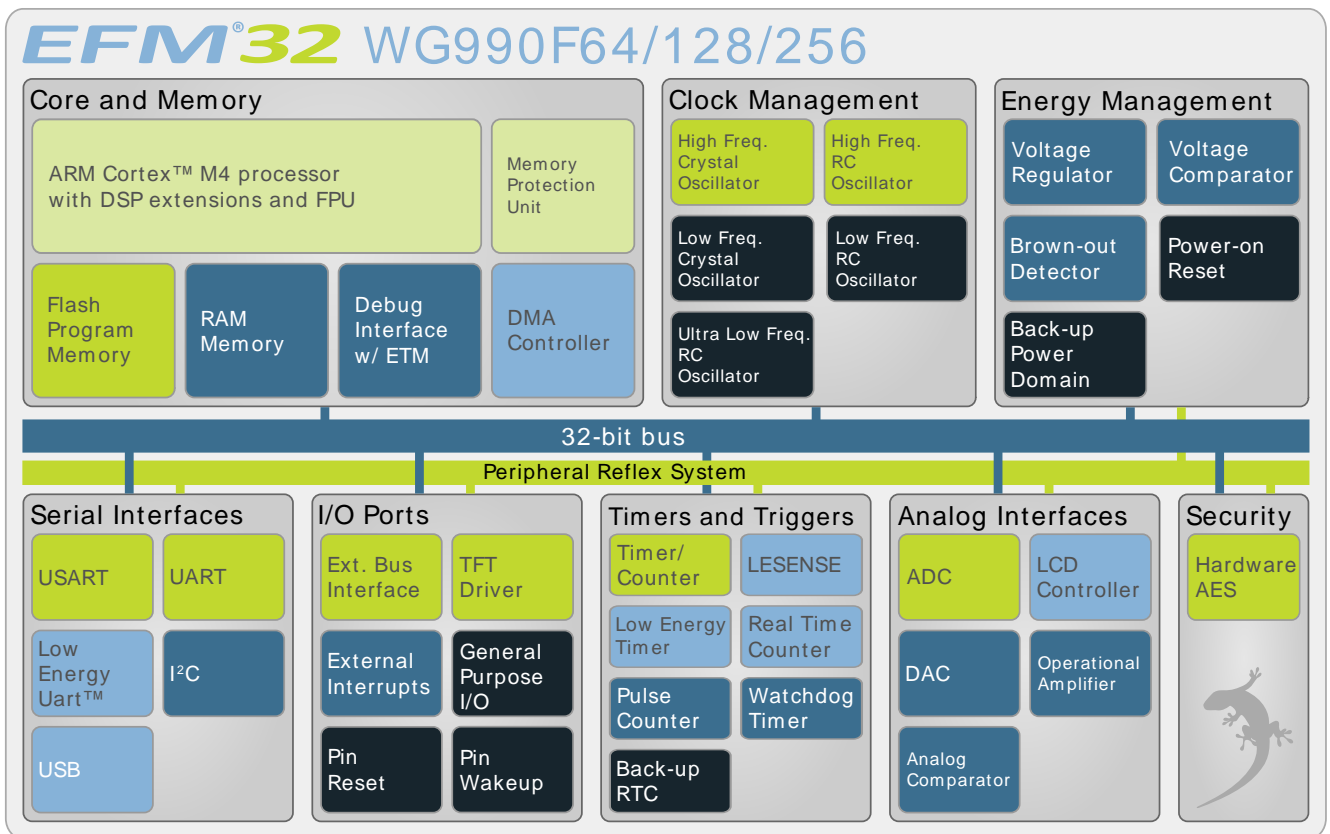 EFM®32 WG990F64/128/256
Core and Memory
ARM Cortex™ M4 processor
with DSP extensions and FPU
Memory
Protection
Unit
Flash
Program
Memory
RAM
Memory
Debug
Interface
w/ ETM
DMA
Controller
Clock Management
High Freq.
Crystal
Oscillator
High Freq.
RC
Oscillator
Low Freq.
Crystal
Oscillator
Low Freq.
RC
Oscillator
Ultra Low Freq.
RC
Oscillator
Energy Management
Voltage
Regulator
Voltage
Comparator
Brown-out
Detector
Power-on
Reset
Back-up
Power
Domain
32-bit bus
Peripheral Reflex System
Serial Interfaces
USART
UART
Low
Energy
Uart™
I²C
USB
I/O Ports
Ext. Bus
Interface
TFT
Driver
External
Interrupts
General
Purpose
I/O
Pin
Reset
Pin
Wakeup
Timers and Triggers
Timer/
Counter
LESENSE
Low Energy
Timer
Real Time
Counter
Pulse
Counter
Watchdog
Timer
Back-up
RTC
Analog Interfaces
ADC
LCD
Controller
DAC
Operational
Amplifier
Analog
Comparator
Security
Hardware
AES